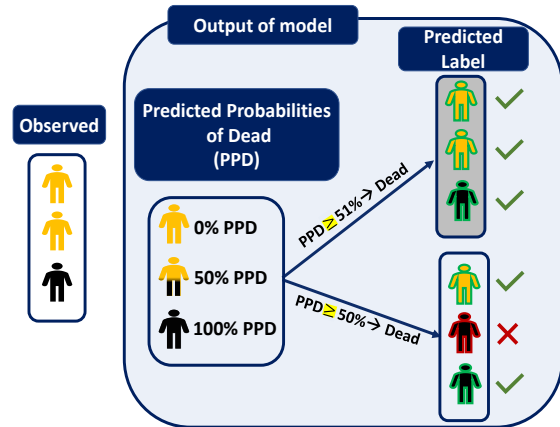 Output of model
Predicted
Label
Observed
Predicted Probabilities
of Dead
(PPD)
0% PPD
50% PPD
100% PPD
PPD≥ 51%→ Dead
PPD≥ 50%→ Dead